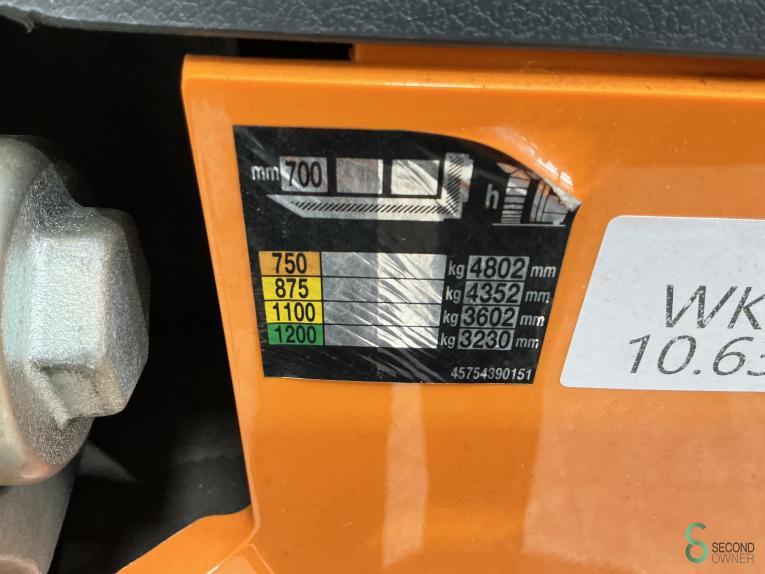 mm 700
h
750 kg 4802 mm
875 kg 4352 mm
1100 kg 3602 mm
1200 kg 3230 mm
45754390151
WK
10.63
SECOND
OWNER